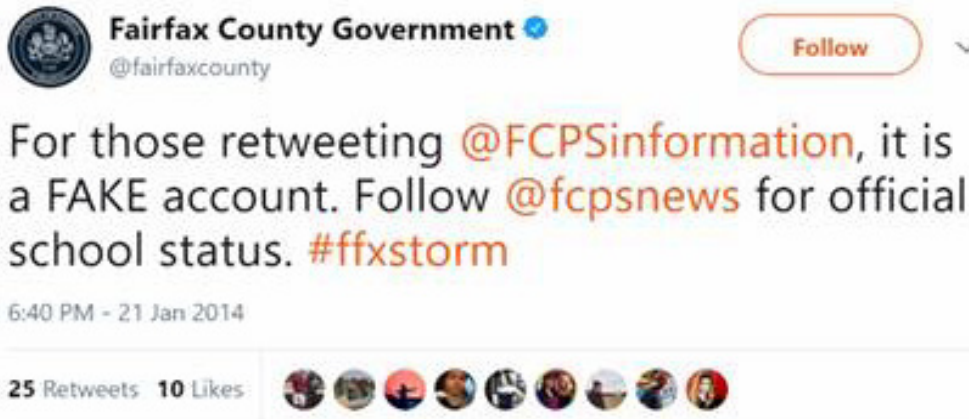 Fairfax County Government
Follow
@fairfaxcounty
For those retweeting @FCPSinformation, it is
a FAKE account. Follow @fcpsnews for official
school status. #ffxstorm
6:40 PM - 21 Jan 2014
25 Retweets 10 Likes